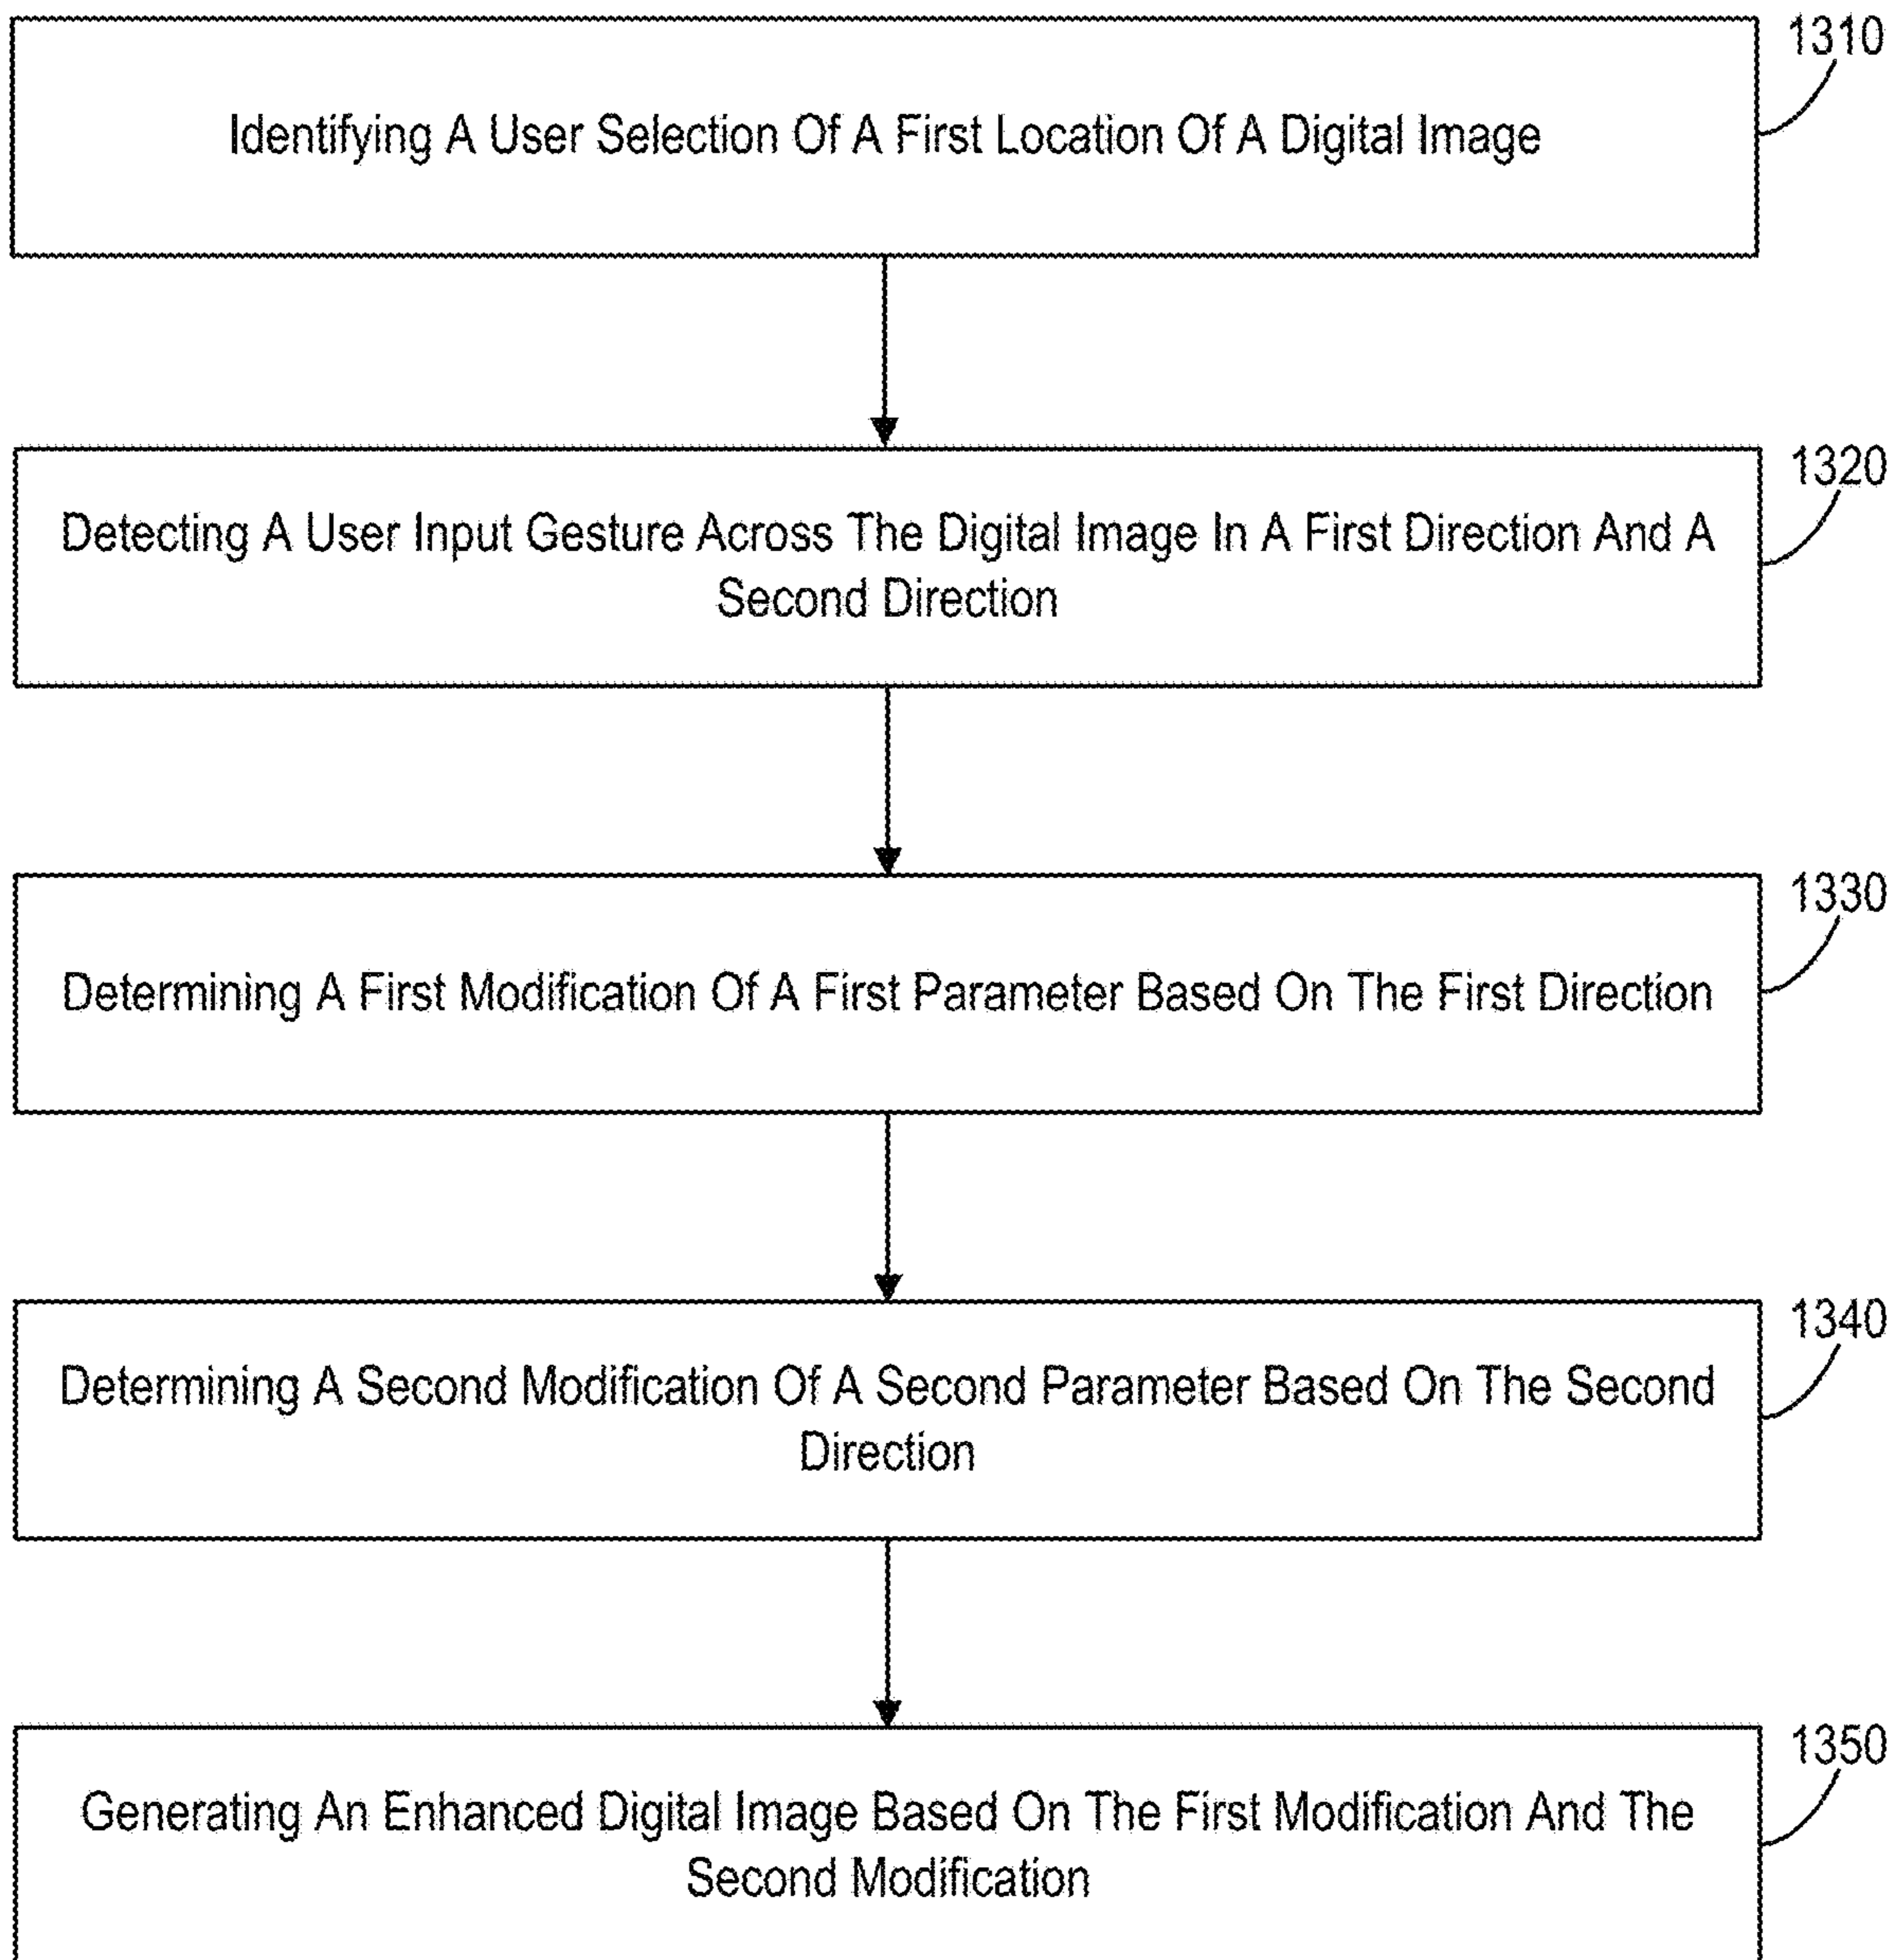 1310
Identifying A User Selection Of A First Location Of A Digital Image
1320
Detecting A User Input Gesture Across The Digital Image In A First Direction And A
Second Direction
1330
Determining A First Modification Of A First Parameter Based On The First Direction
1340
Determining A Second Modification Of A Second Parameter Based On The Second
Direction
1350
Generating An Enhanced Digital Image Based On The First Modification And The
Second Modification